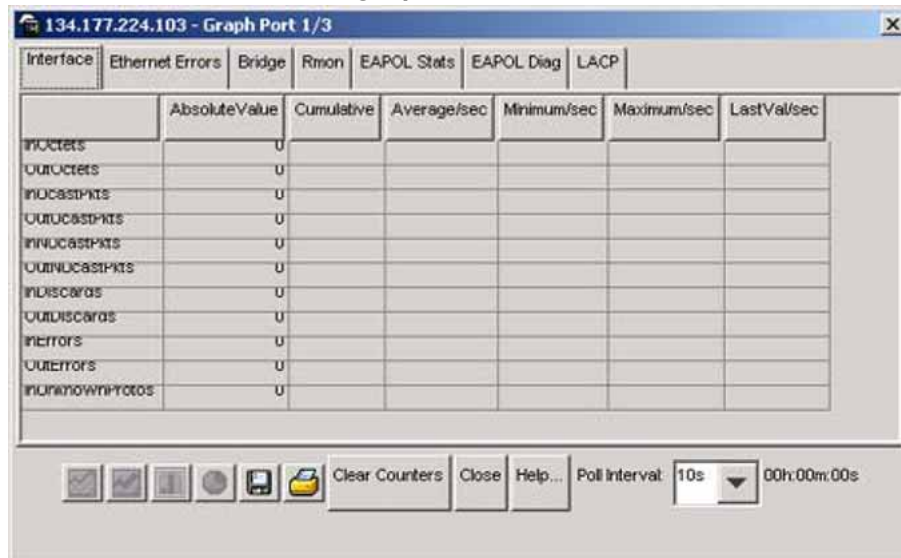 134.177.224.103 - Graph Port 1/3
Interface Ethernet Errors Bridge Rmon EAPOL Stats EAPOL Diag LACP
AbsoluteValue Cumulative Average/sec Minimum/sec Maximum/sec LastVal/sec
InOctets 0
OutOctets 0
InUcastPkts 0
OutUcastPkts 0
InNUcastPkts 0
OutNUcastPkts 0
InDiscards 0
OutDiscards 0
InErrors 0
OutErrors 0
InUnknownProtos 0
Clear Counters Close Help... Poll Interval: 10s 00h:00m:00s